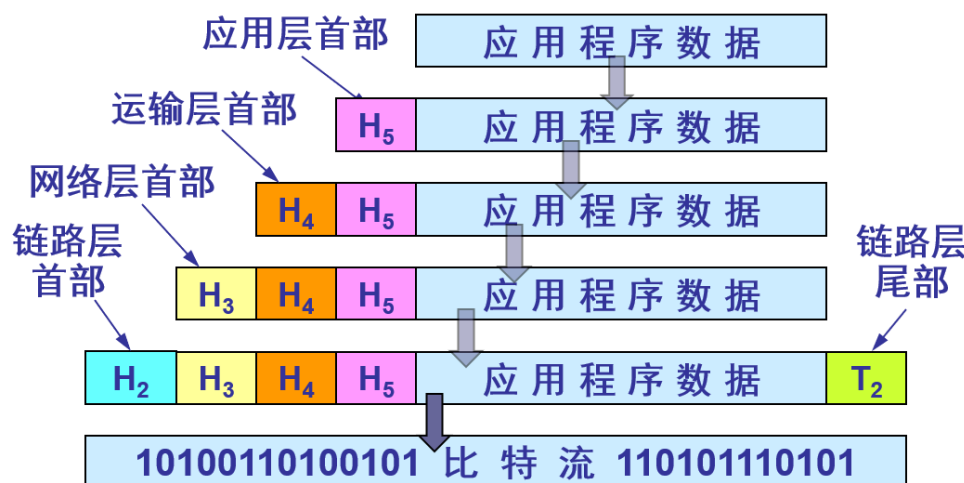 应用层首部
应用程序数据
运输层首部
H₅ 应用程序数据
网络层首部
H₄ H₅ 应用程序数据
链路层
首部
H₃ H₄ H₅ 应用程序数据
链路层
尾部
H₂ H₃ H₄ H₅ 应用程序数据 T₂
10100110100101 比特流 110101110101